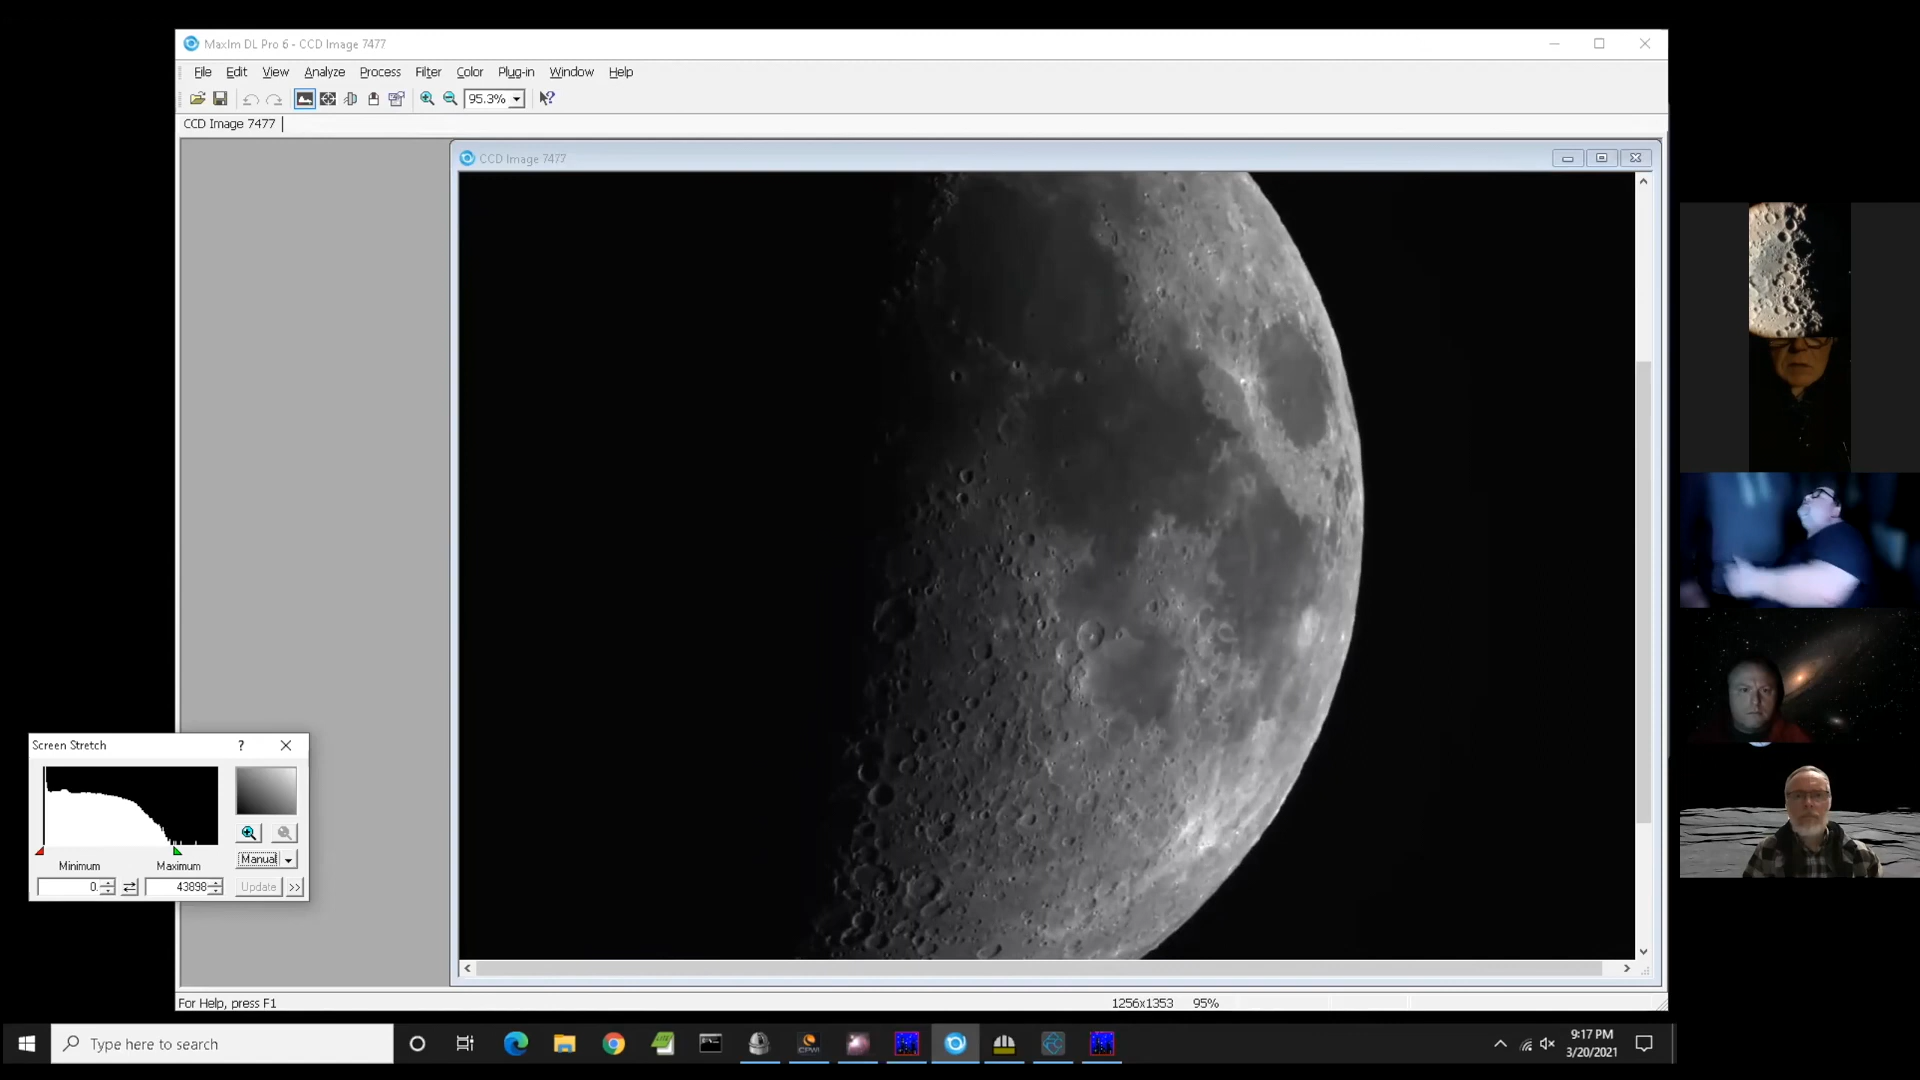 MaxIm DL Pro 6 - CCD Image 7477
File Edit View Analyze Process Filter Color Plug-in Window Help
95.3%
CCD Image 7477
CCD Image 7477
Screen Stretch
?
Minimum Maximum
Manual
0. 43898 Update >>
For Help, press F1
1256x1353 95%
Type here to search
9:17 PM
3/20/2021